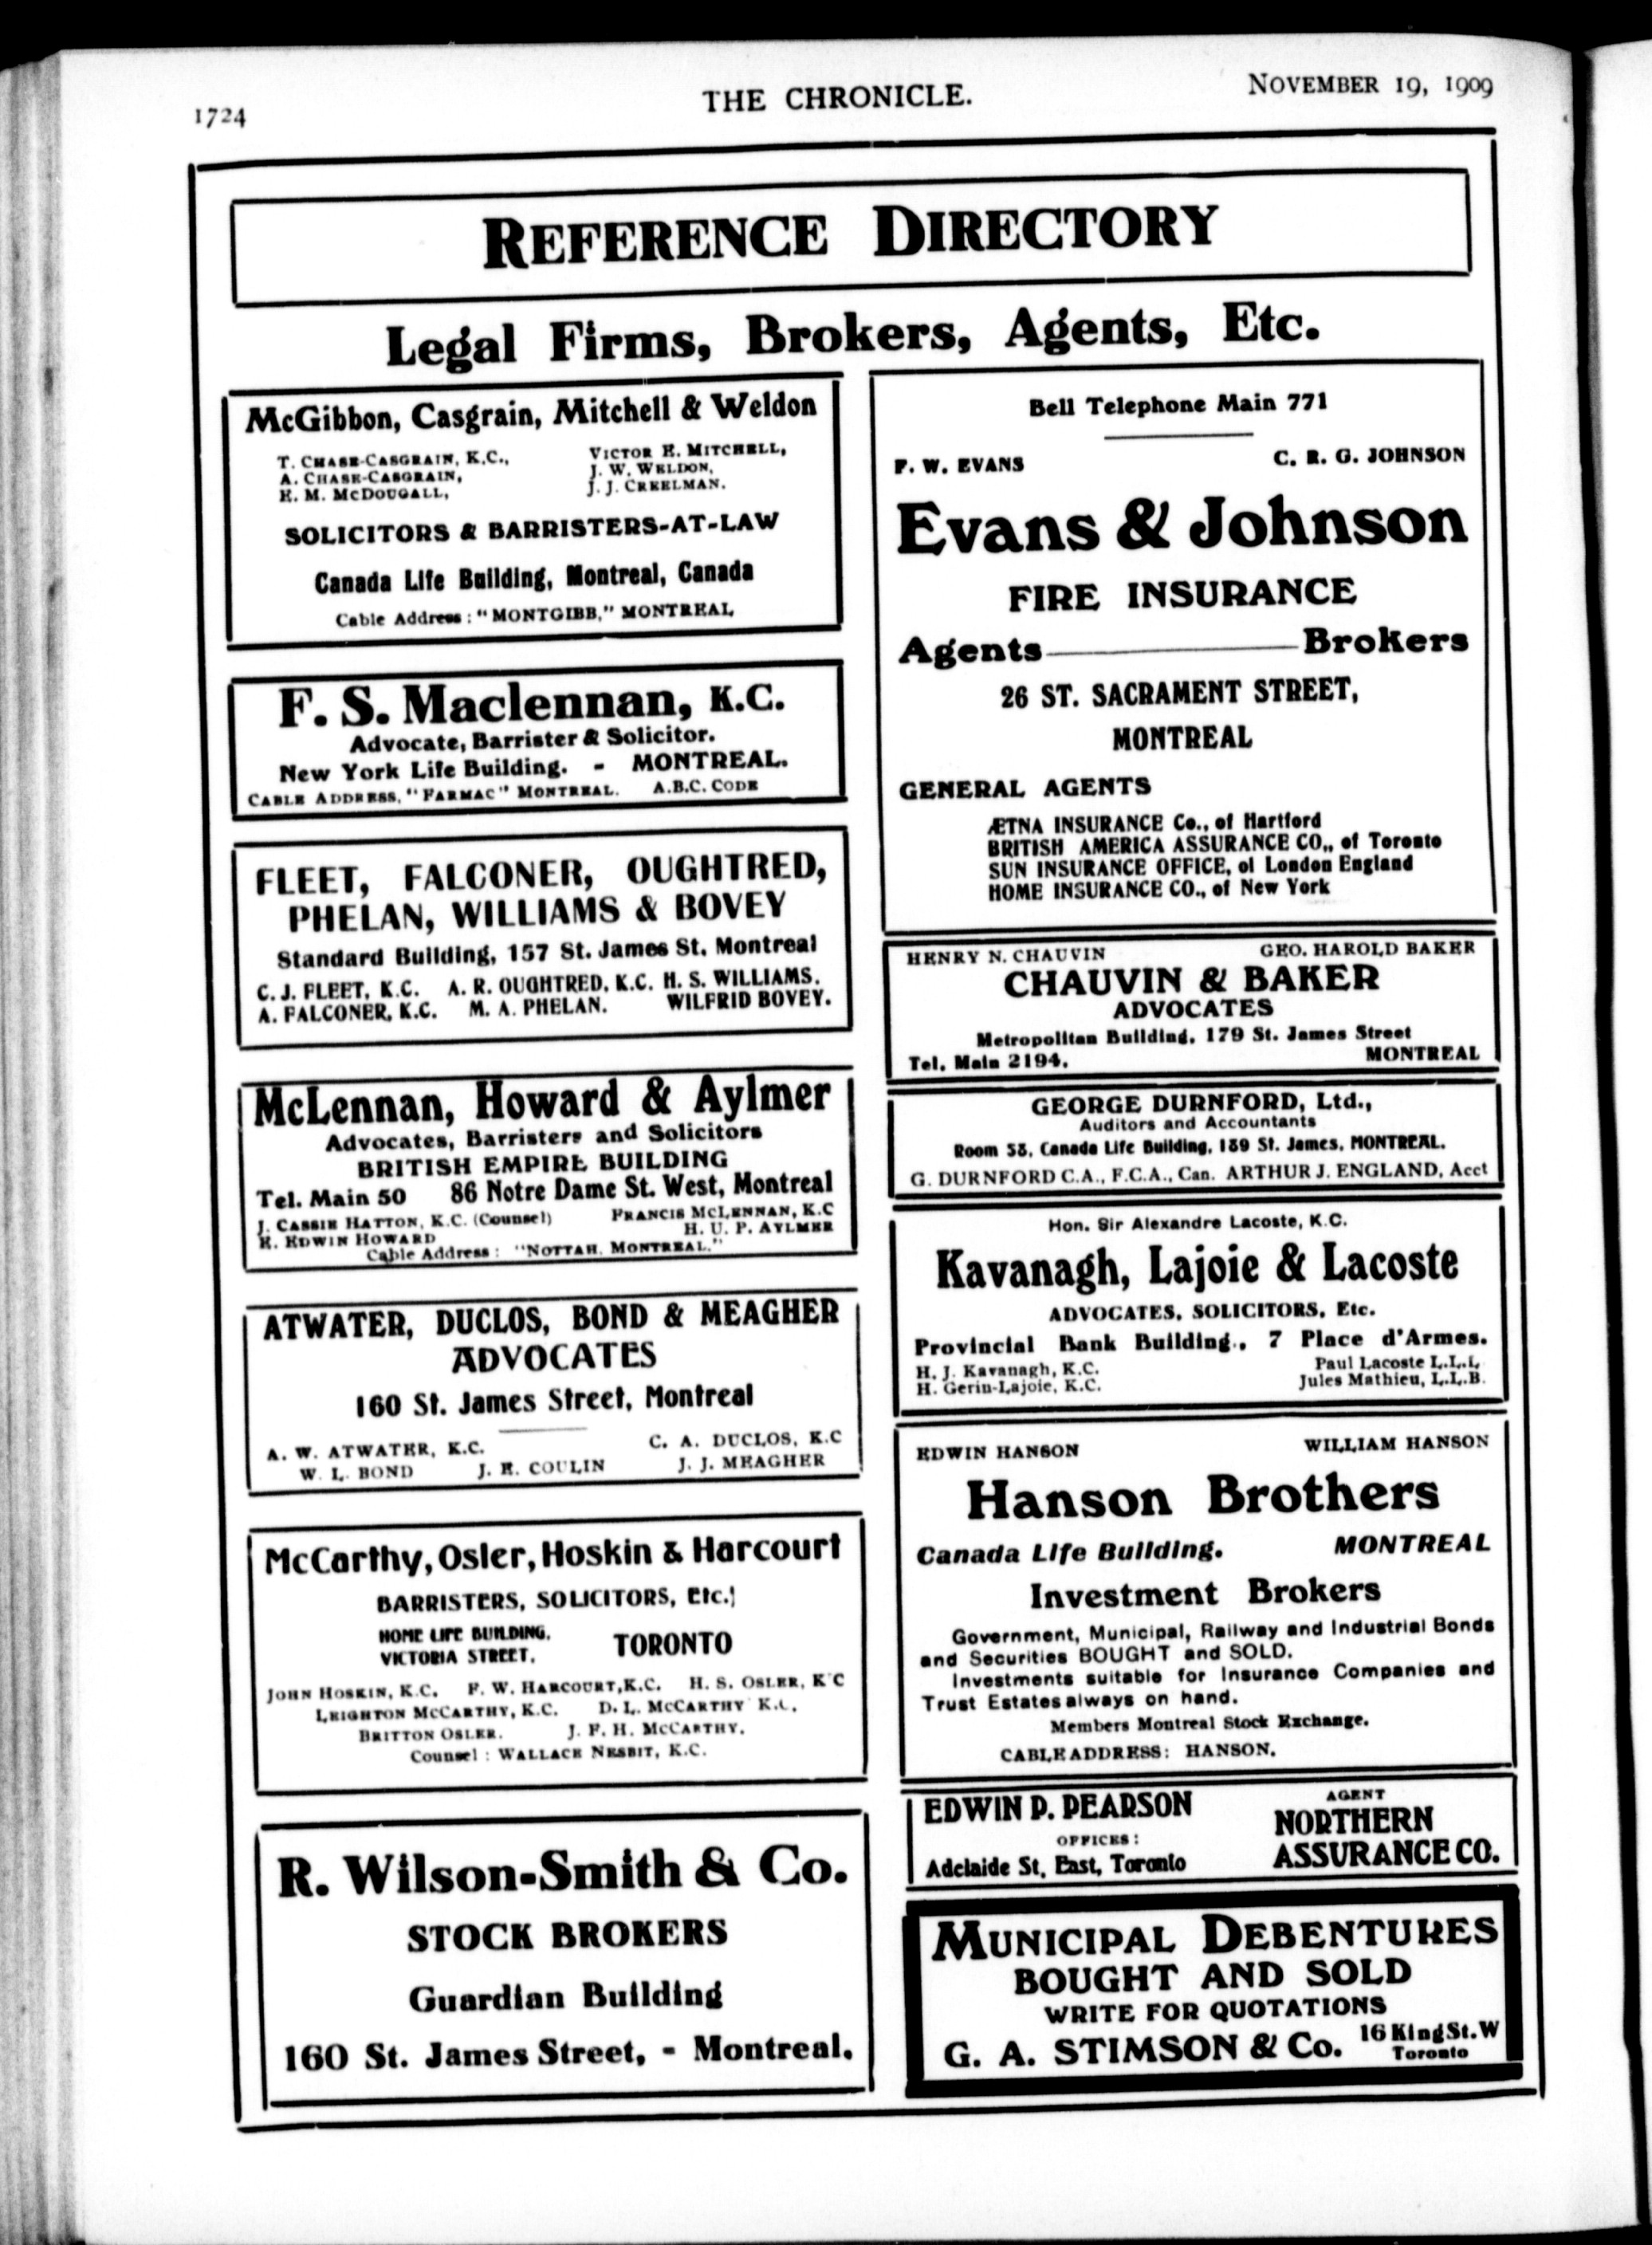 1724
THE CHRONICLE.
NOVEMBER 19, 1909
REFERENCE DIRECTORY
Legal Firms, Brokers, Agents, Etc.
McGibbon, Casgrain, Mitchell & Weldon
T. CHASE-CASGRAIN, K.C.,
A. CHASE-CASGRAIN,
E. M. MCDOUGALL,
VICTOR E. MITCHELL,
J. W. WELDON,
J. J. CREELMAN.
SOLICITORS & BARRISTERS-AT-LAW
Canada Life Building, Montreal, Canada
Cable Address : "MONTGIBB," MONTREAL
F. S. Maclennan, K.C.
Advocate, Barrister & Solicitor.
New York Life Building. - MONTREAL.
CABLE ADDRESS, "FARMAC" MONTREAL. A.B.C. CODE
FLEET, FALCONER, OUGHTRED,
PHELAN, WILLIAMS & BOVEY
Standard Building, 157 St. James St. Montreal
C. J. FLEET, K.C. A. R. OUGHTRED, K.C. H. S. WILLIAMS.
A. FALCONER, K.C. M. A. PHELAN. WILFRID BOVEY.
McLennan, Howard & Aylmer
Advocates, Barristers and Solicitors
BRITISH EMPIRE BUILDING
Tel. Main 50 86 Notre Dame St. West, Montreal
J. CASSIE HATTON, K.C. (Counsel) FRANCIS MCLENNAN, K.C
E. EDWIN HOWARD H. U. P. AYLMER
Cable Address : "NOTTAH, MONTREAL."
ATWATER, DUCLOS, BOND & MEAGHER
ADVOCATES
160 St. James Street, Montreal
A. W. ATWATER, K.C. C. A. DUCLOS, K.C
W. L. BOND J. E. COULIN J. J. MEAGHER
McCarthy, Osler, Hoskin & Harcourt
BARRISTERS, SOLICITORS, Etc.
HOME LIFE BUILDING,
VICTORIA STREET, TORONTO
JOHN HOSKIN, K.C. F. W. HARCOURT, K.C. H. S. OSLER, K C
LEIGHTON MCCARTHY, K.C. D. L. MCCARTHY K.C.
BRITTON OSLER. J. F. H. MCCARTHY.
Counsel : WALLACE NESBIT, K.C.
R. Wilson-Smith & Co.
STOCK BROKERS
Guardian Building
160 St. James Street, - Montreal.
Bell Telephone Main 771
F. W. EVANS C. R. G. JOHNSON
Evans & Johnson
FIRE INSURANCE
Agents Brokers
26 ST. SACRAMENT STREET,
MONTREAL
GENERAL AGENTS
ÆTNA INSURANCE Co., of Hartford
BRITISH AMERICA ASSURANCE CO., of Toronto
SUN INSURANCE OFFICE, of London England
HOME INSURANCE CO., of New York
HENRY N. CHAUVIN GEO. HAROLD BAKER
CHAUVIN & BAKER
ADVOCATES
Metropolitan Building, 179 St. James Street
Tel. Main 2194. MONTREAL
GEORGE DURNFORD, Ltd.,
Auditors and Accountants
Room 58, Canada Life Building, 189 St. James, MONTREAL.
G. DURNFORD C.A., F.C.A., Can. ARTHUR J. ENGLAND, Acct
Hon. Sir Alexandre Lacoste, K.C.
Kavanagh, Lajoie & Lacoste
ADVOCATES, SOLICITORS, Etc.
Provincial Bank Building., 7 Place d'Armes.
H. J. Kavanagh, K.C. Paul Lacoste L.L.L
H. Gerin-Lajoie, K.C. Jules Mathieu, L.L.B.
EDWIN HANSON WILLIAM HANSON
Hanson Brothers
Canada Life Building. MONTREAL
Investment Brokers
Government, Municipal, Railway and Industrial Bonds
and Securities BOUGHT and SOLD.
Investments suitable for Insurance Companies and
Trust Estates always on hand.
Members Montreal Stock Exchange.
CABLE ADDRESS: HANSON.
EDWIN P. PEARSON
OFFICES :
Adelaide St. East, Toronto
AGENT
NORTHERN
ASSURANCE CO.
MUNICIPAL DEBENTURES
BOUGHT AND SOLD
WRITE FOR QUOTATIONS
G. A. STIMSON & Co. 16 King St. W
Toronto